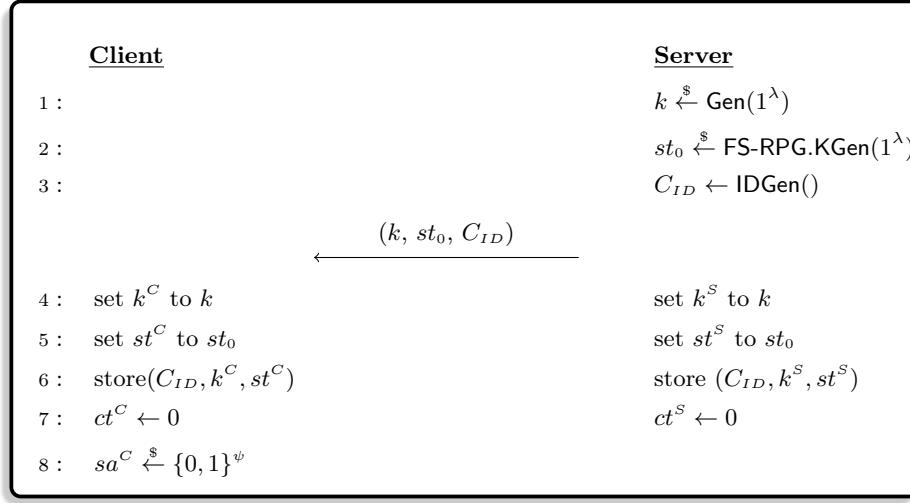 Client Server
1 : k ←$ Gen(1^λ)
2 : st_0 ←$ FS-RPG.KGen(1^λ)
3 : C_ID ← IDGen()
(k, st_0, C_ID)
4 : set k^C to k set k^S to k
5 : set st^C to st_0 set st^S to st_0
6 : store(C_ID, k^C, st^C) store (C_ID, k^S, st^S)
7 : ct^C ← 0 ct^S ← 0
8 : sa^C ←$ {0, 1}^ψ